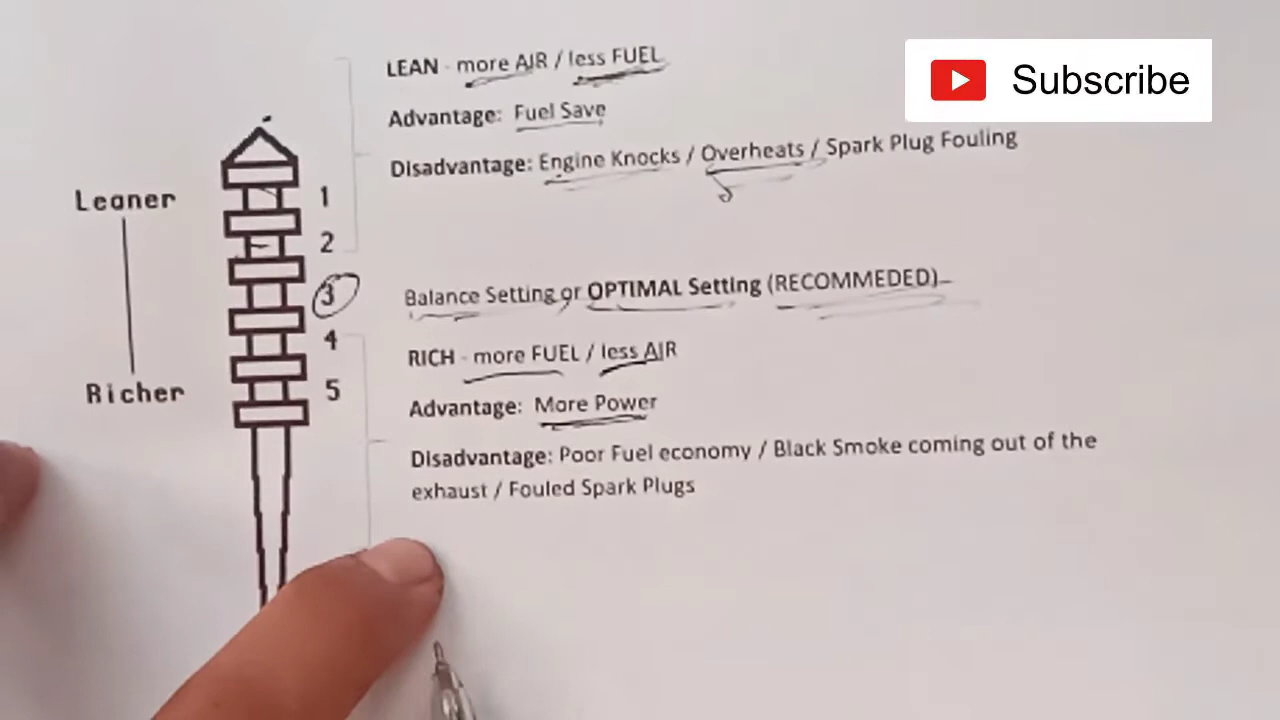 LEAN - more AIR / less FUEL
Subscribe
Advantage: Fuel Save
Disadvantage: Engine Knocks / Overheats / Spark Plug Fouling
Leaner
1
2
3
Balance Setting or OPTIMAL Setting (RECOMMEDED)
4
RICH - more FUEL / less AIR
Richer
5
Advantage: More Power
Disadvantage: Poor Fuel economy / Black Smoke coming out of the
exhaust / Fouled Spark Plugs